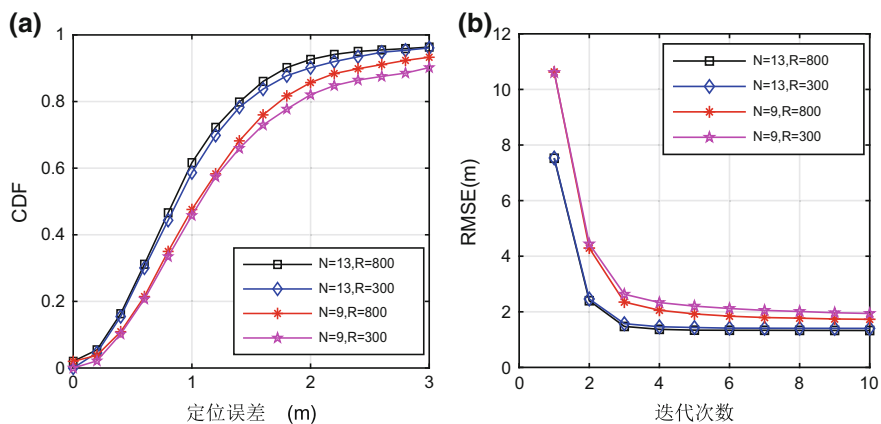 (a)
CDF
1
0.8
0.6
0.4
0.2
0
0 1 2 3
定位误差 (m)
N=13,R=800
N=13,R=300
N=9,R=800
N=9,R=300
(b)
RMSE(m)
12
10
8
6
4
2
0
0 2 4 6 8 10
迭代次数
N=13,R=800
N=13,R=300
N=9,R=800
N=9,R=300